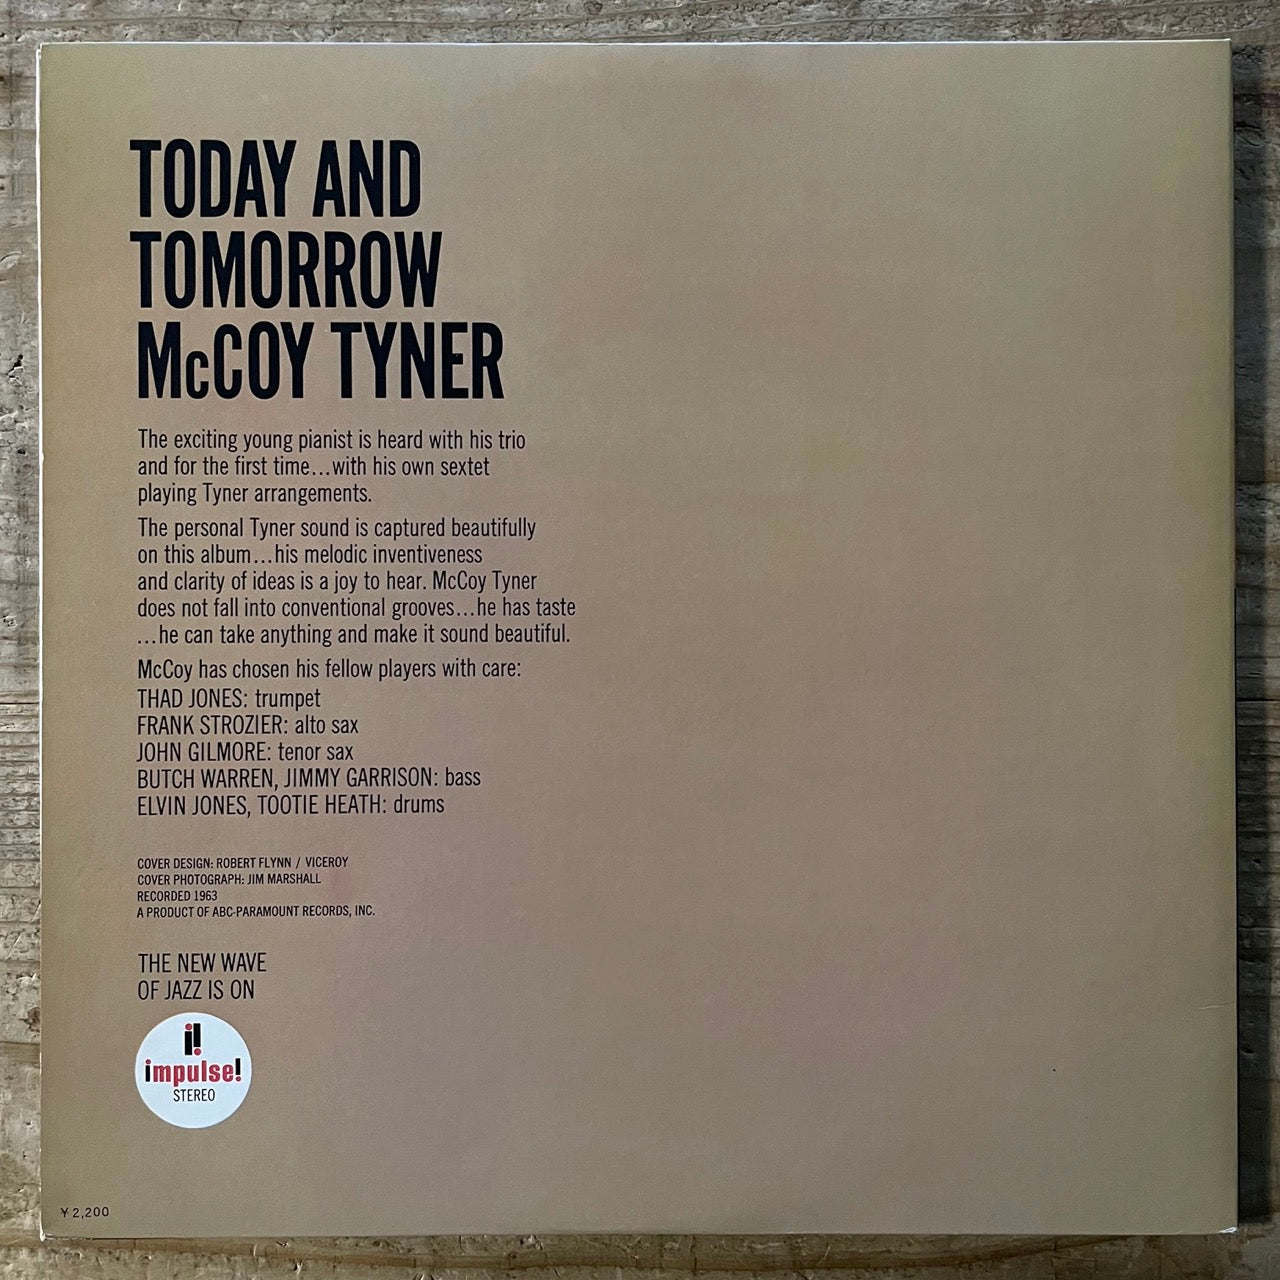 TODAY AND
TOMORROW
McCOY TYNER
The exciting young pianist is heard with his trio
and for the first time...with his own sextet
playing Tyner arrangements.
The personal Tyner sound is captured beautifully
on this album...his melodic inventiveness
and clarity of ideas is a joy to hear. McCoy Tyner
does not fall into conventional grooves...he has taste
...he can take anything and make it sound beautiful.
McCoy has chosen his fellow players with care:
THAD JONES: trumpet
FRANK STROZIER: alto sax
JOHN GILMORE: tenor sax
BUTCH WARREN, JIMMY GARRISON: bass
ELVIN JONES, TOOTIE HEATH: drums
COVER DESIGN: ROBERT FLYNN / VICEROY
COVER PHOTOGRAPH: JIM MARSHALL
RECORDED 1963
A PRODUCT OF ABC-PARAMOUNT RECORDS, INC.
THE NEW WAVE
OF JAZZ IS ON
i!
impulse!
STEREO
¥2,200